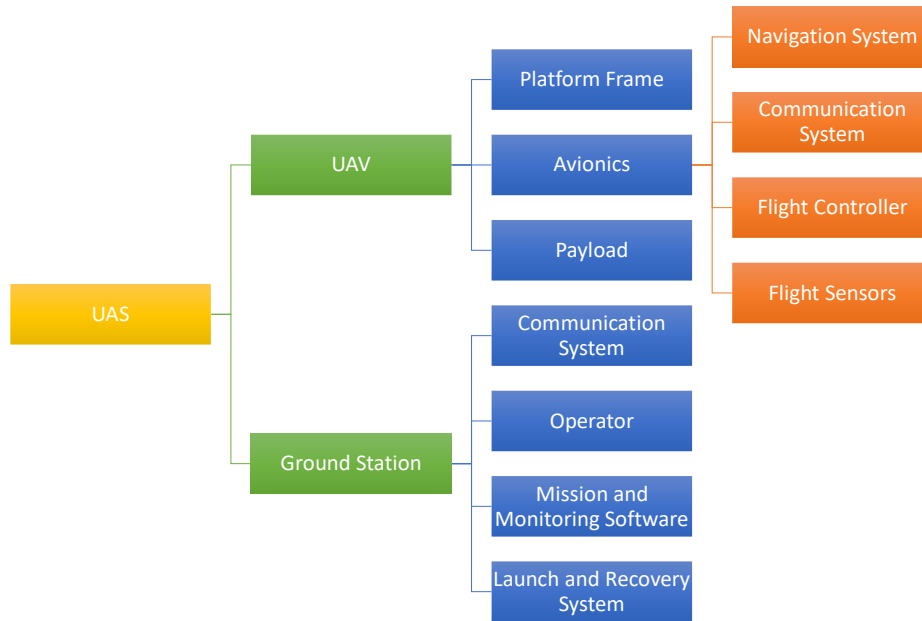 UAS
UAV
Platform Frame
Avionics
Navigation System
Communication
System
Flight Controller
Flight Sensors
Payload
Ground Station
Communication
System
Operator
Mission and
Monitoring Software
Launch and Recovery
System